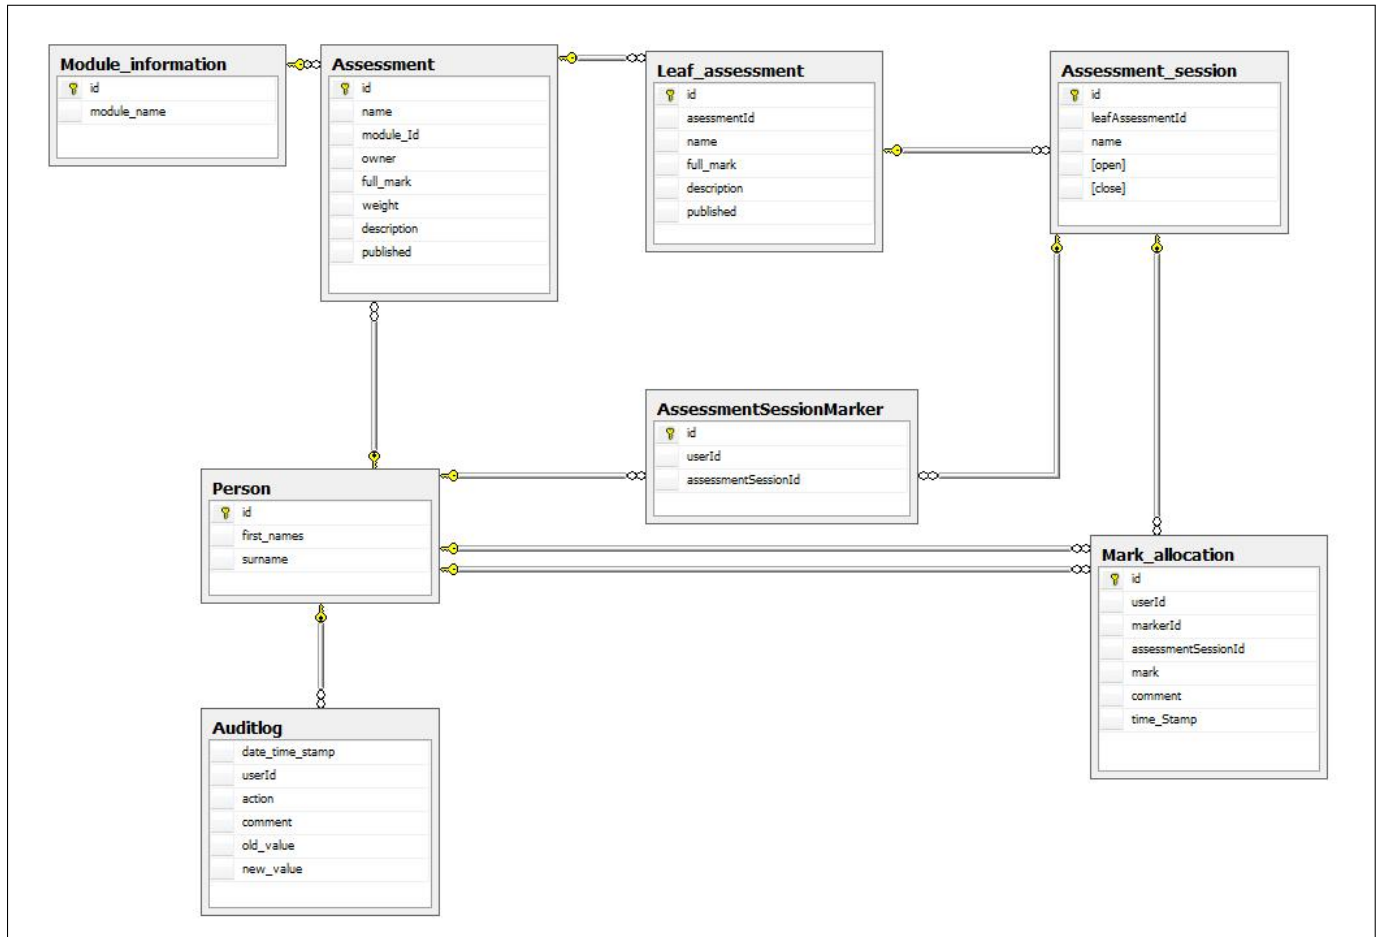 Module_information
id
module_name
Assessment
id
name
module_Id
owner
full_mark
weight
description
published
Leaf_assessment
id
asessmentId
name
full_mark
description
published
Assessment_session
id
leafAssessmentId
name
[open]
[close]
AssessmentSessionMarker
id
userId
assessmentSessionId
Person
id
first_names
surname
Mark_allocation
id
userId
markerId
assessmentSessionId
mark
comment
time_Stamp
Auditlog
date_time_stamp
userId
action
comment
old_value
new_value